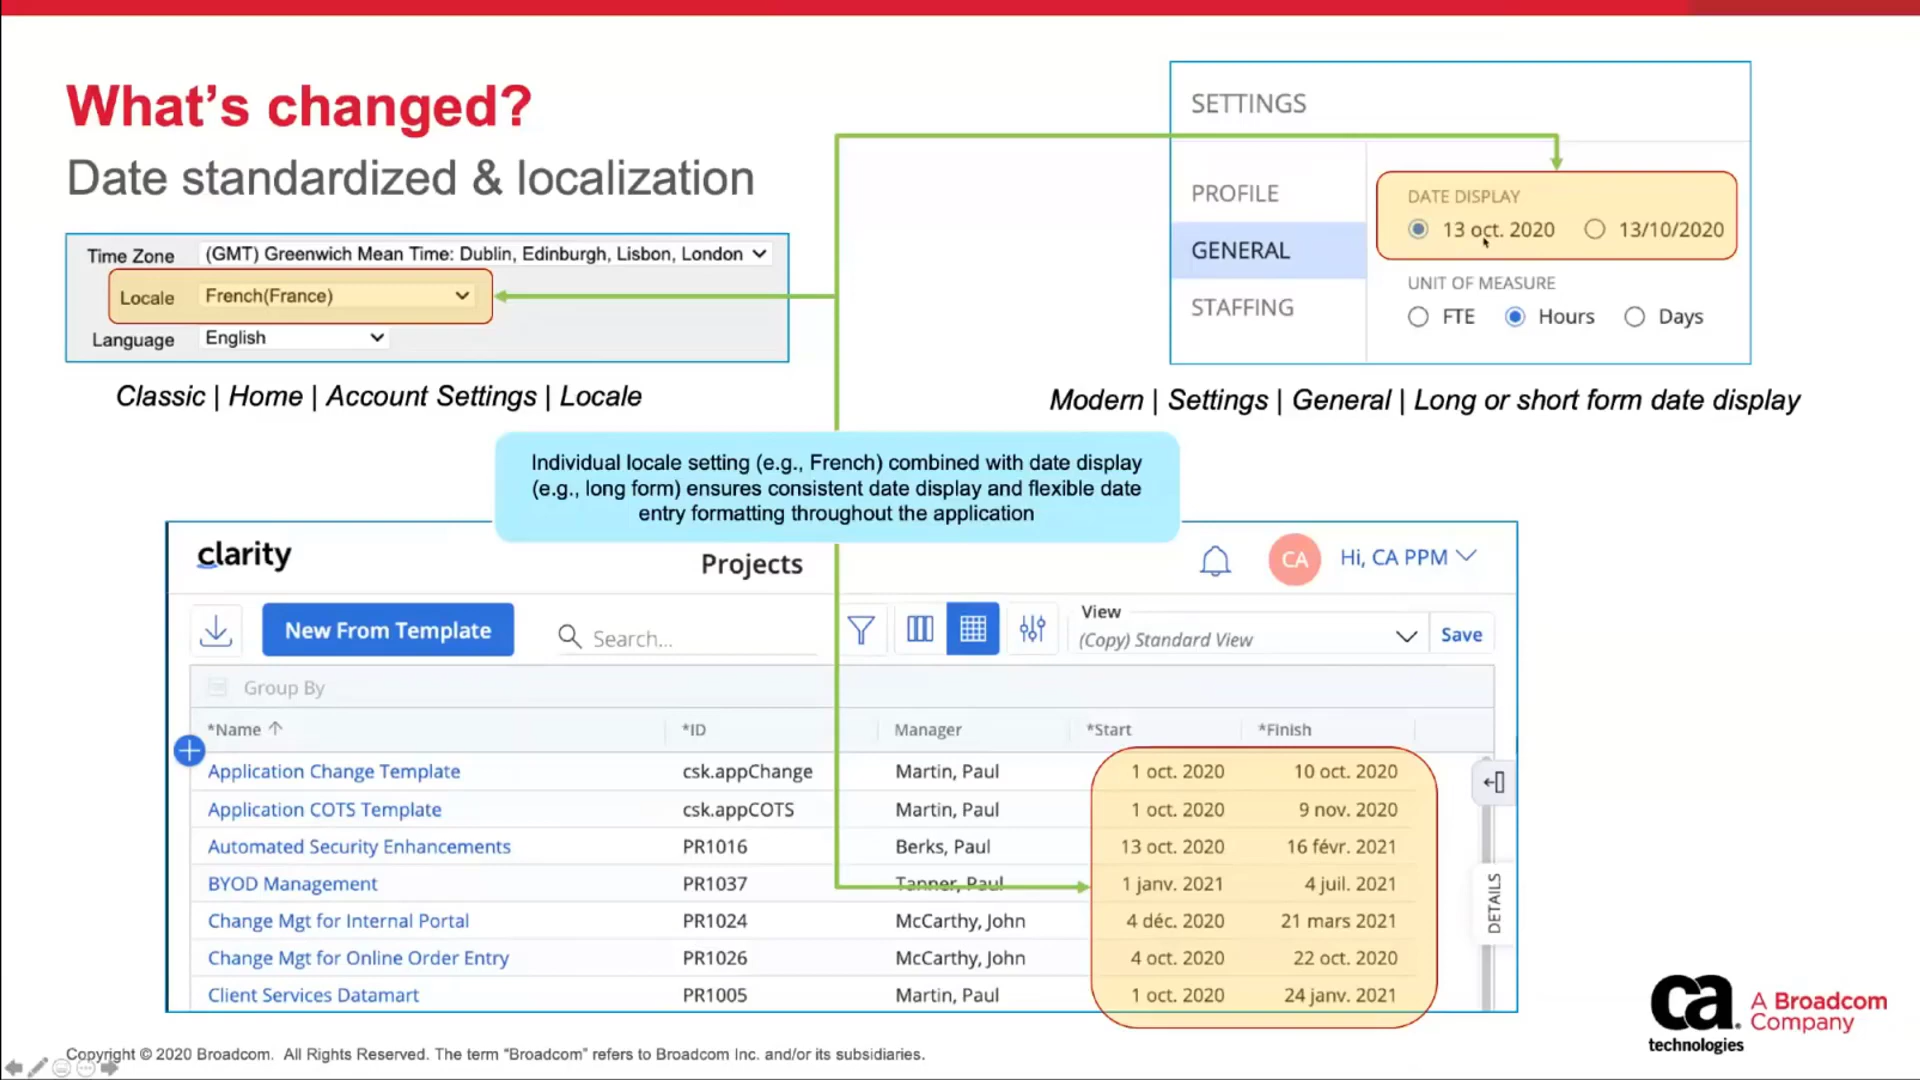 What's changed?
Date standardized & localization
Time Zone (GMT) Greenwich Mean Time: Dublin, Edinburgh, Lisbon, London
Locale French(France)
Language English
Classic | Home | Account Settings | Locale
SETTINGS
PROFILE
GENERAL
STAFFING
DATE DISPLAY
13 oct. 2020 13/10/2020
UNIT OF MEASURE
FTE Hours Days
Modern | Settings | General | Long or short form date display
Individual locale setting (e.g., French) combined with date display
(e.g., long form) ensures consistent date display and flexible date
entry formatting throughout the application
clarity
Projects
CA Hi, CA PPM
New From Template
Search...
View
(Copy) Standard View
Save
Group By
*Name *ID Manager *Start *Finish
Application Change Template csk.appChange Martin, Paul 1 oct. 2020 10 oct. 2020
Application COTS Template csk.appCOTS Martin, Paul 1 oct. 2020 9 nov. 2020
Automated Security Enhancements PR1016 Berks, Paul 13 oct. 2020 16 févr. 2021
BYOD Management PR1037 Tanner, Paul 1 janv. 2021 4 juil. 2021
Change Mgt for Internal Portal PR1024 McCarthy, John 4 déc. 2020 21 mars 2021
Change Mgt for Online Order Entry PR1026 McCarthy, John 4 oct. 2020 22 oct. 2020
Client Services Datamart PR1005 Martin, Paul 1 oct. 2020 24 janv. 2021
DETAILS
ca
technologies
A Broadcom
Company
Copyright © 2020 Broadcom. All Rights Reserved. The term “Broadcom” refers to Broadcom Inc. and/or its subsidiaries.